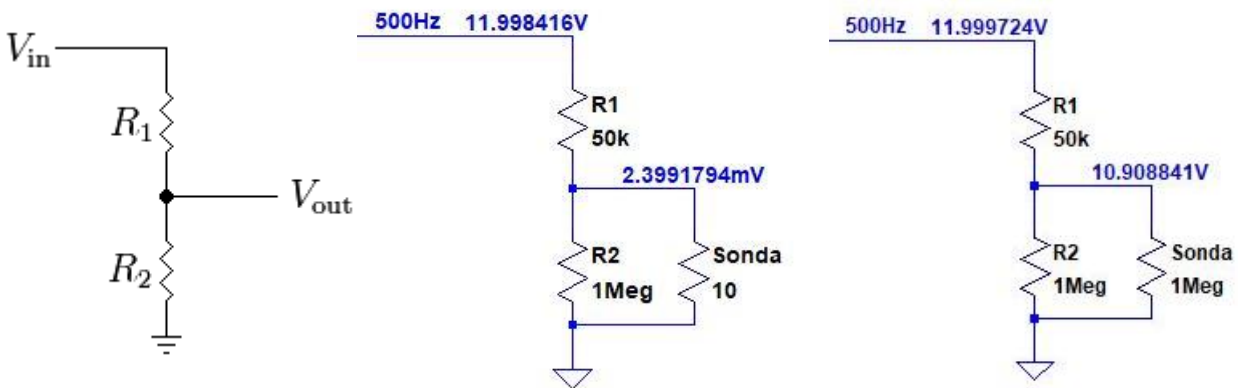 V_in
R_1
V_out
R_2
500Hz 11.998416V
R1
50k
2.3991794mV
R2
1Meg
Sonda
10
500Hz 11.999724V
R1
50k
10.908841V
R2
1Meg
Sonda
1Meg